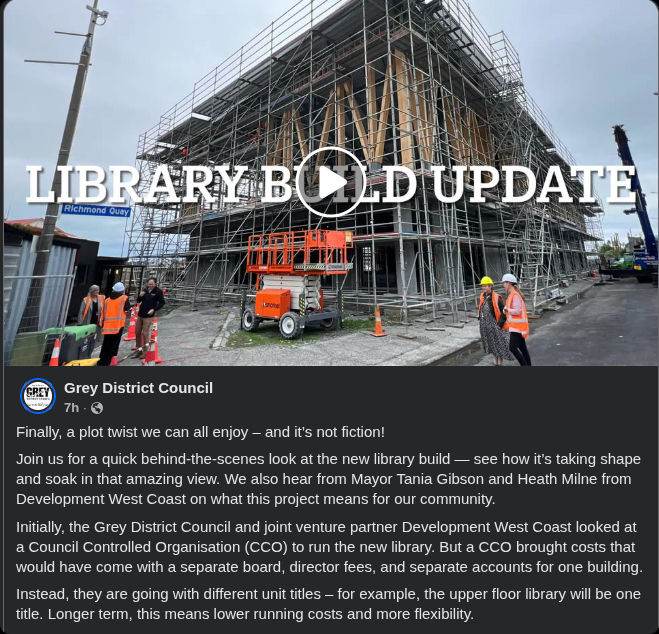 LIBRARY BUILD UPDATE
Richmond Quay
GREY
Grey District Council
7h ·
Finally, a plot twist we can all enjoy – and it’s not fiction!
Join us for a quick behind-the-scenes look at the new library build — see how it’s taking shape
and soak in that amazing view. We also hear from Mayor Tania Gibson and Heath Milne from
Development West Coast on what this project means for our community.
Initially, the Grey District Council and joint venture partner Development West Coast looked at
a Council Controlled Organisation (CCO) to run the new library. But a CCO brought costs that
would have come with a separate board, director fees, and separate accounts for one building.
Instead, they are going with different unit titles – for example, the upper floor library will be one
title. Longer term, this means lower running costs and more flexibility.